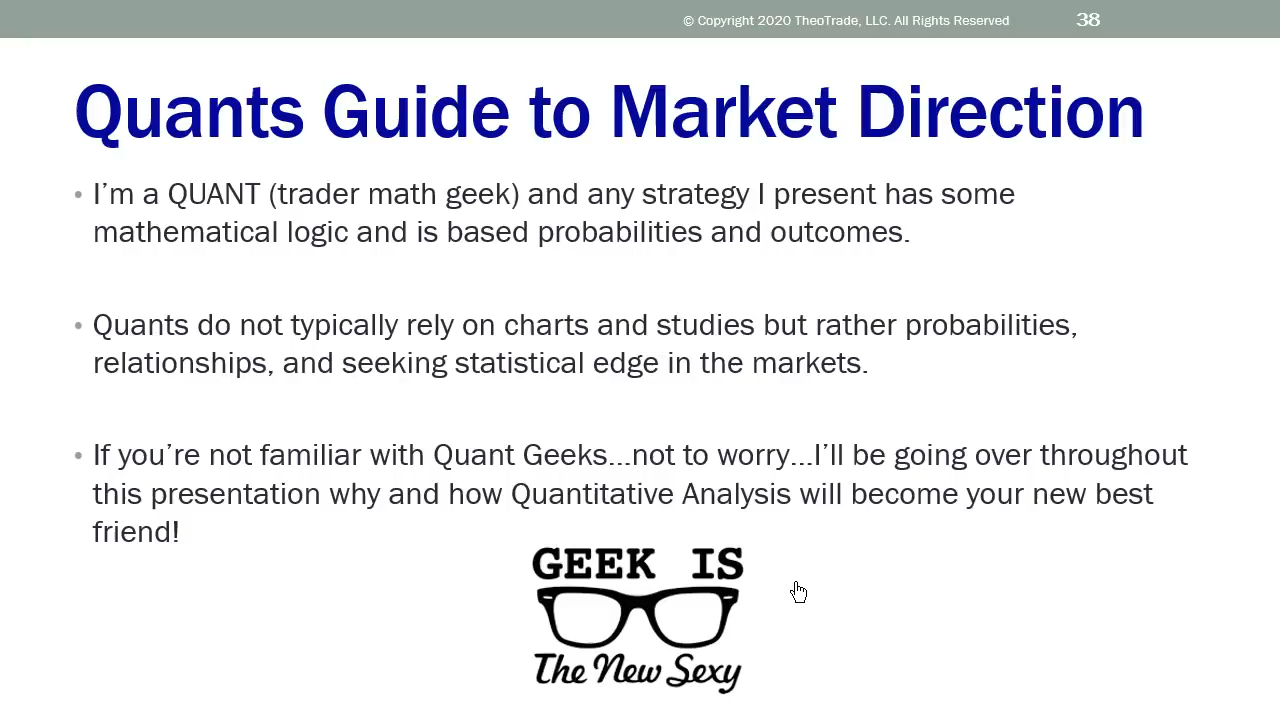 © Copyright 2020 TheoTrade, LLC. All Rights Reserved 38
Quants Guide to Market Direction
• I’m a QUANT (trader math geek) and any strategy I present has some
mathematical logic and is based probabilities and outcomes.
• Quants do not typically rely on charts and studies but rather probabilities,
relationships, and seeking statistical edge in the markets.
• If you’re not familiar with Quant Geeks…not to worry…I’ll be going over throughout
this presentation why and how Quantitative Analysis will become your new best
friend!
GEEK IS
The New Sexy